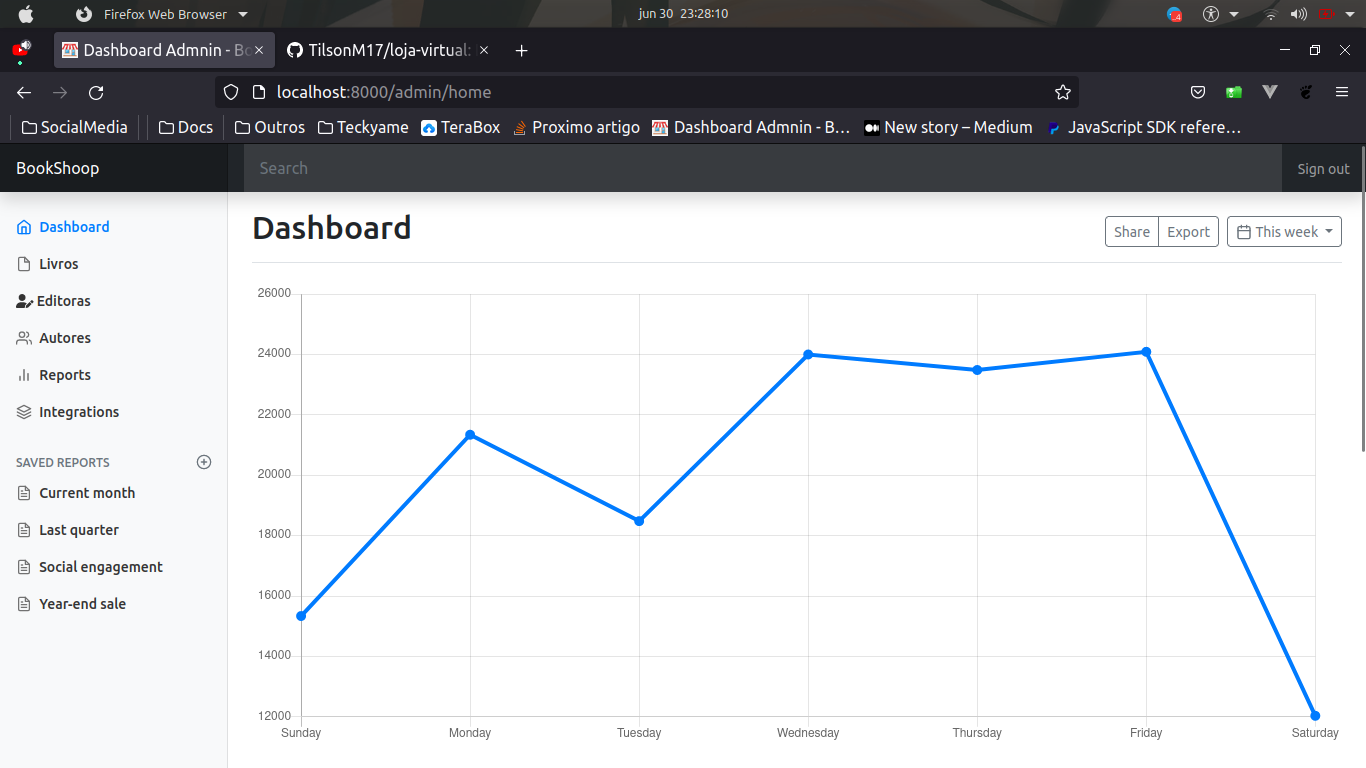 Firefox Web Browser
jun 30 23:28:10
4
Dashboard Admnin - Bo
TilsonM17/loja-virtual:
localhost:8000/admin/home
SocialMedia
Docs
Outros
Teckyame
TeraBox
Proximo artigo
Dashboard Admnin - B…
New story – Medium
JavaScript SDK refere…
BookShoop
Search
Sign out
Dashboard
Livros
Editoras
Autores
Reports
Integrations
SAVED REPORTS
Current month
Last quarter
Social engagement
Year-end sale
Dashboard
Share
Export
This week
26000
24000
22000
20000
18000
16000
14000
12000
Sunday
Monday
Tuesday
Wednesday
Thursday
Friday
Saturday